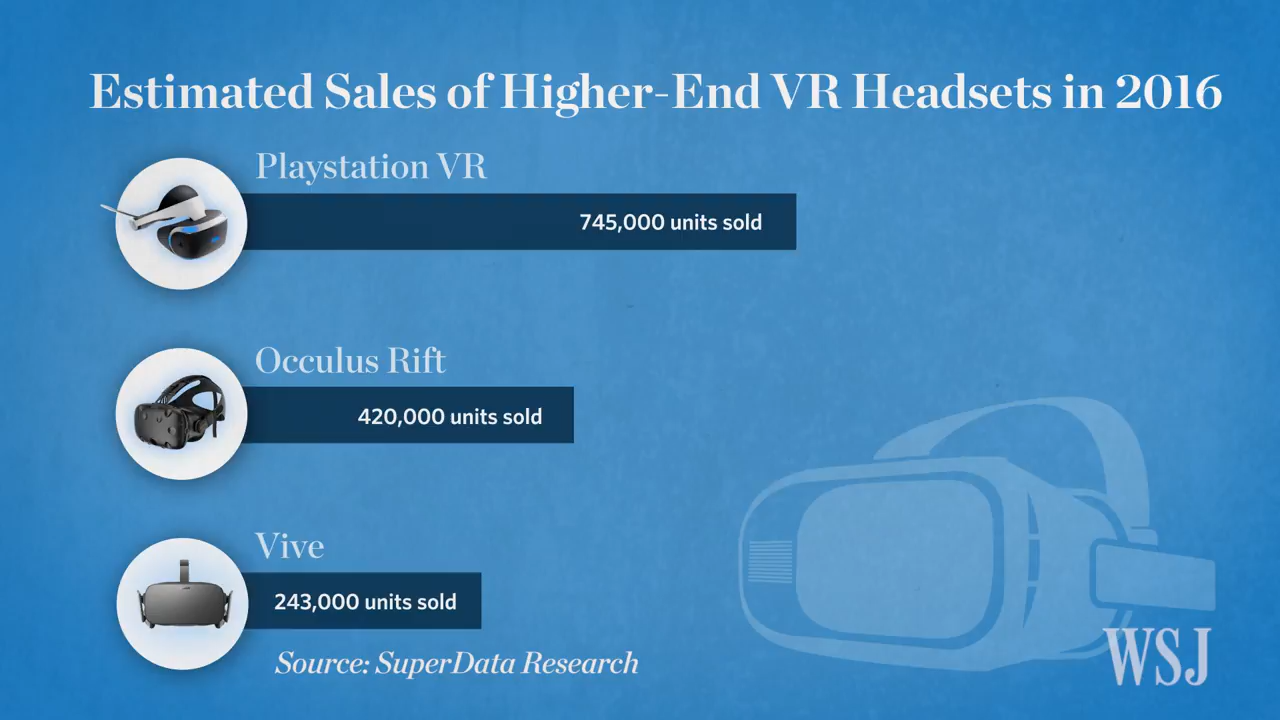 Estimated Sales of Higher-End VR Headsets in 2016
Playstation VR
745,000 units sold
Occulus Rift
420,000 units sold
Vive
243,000 units sold
Source: SuperData Research
WSJ